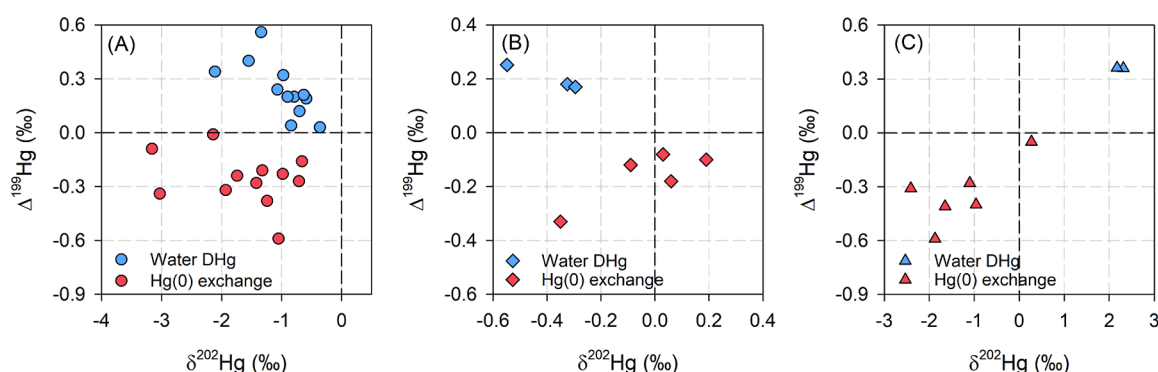 (A)
0.6
0.3
0.0
-0.3
-0.6
-0.9
Δ¹⁹⁹Hg (‰)
Water DHg
Hg(0) exchange
-4 -3 -2 -1 0
δ²⁰²Hg (‰)
(B)
0.4
0.2
0.0
-0.2
-0.4
-0.6
Δ¹⁹⁹Hg (‰)
Water DHg
Hg(0) exchange
-0.6 -0.4 -0.2 0.0 0.2 0.4
δ²⁰²Hg (‰)
(C)
0.6
0.3
0.0
-0.3
-0.6
-0.9
Δ¹⁹⁹Hg (‰)
Water DHg
Hg(0) exchange
-3 -2 -1 0 1 2 3
δ²⁰²Hg (‰)